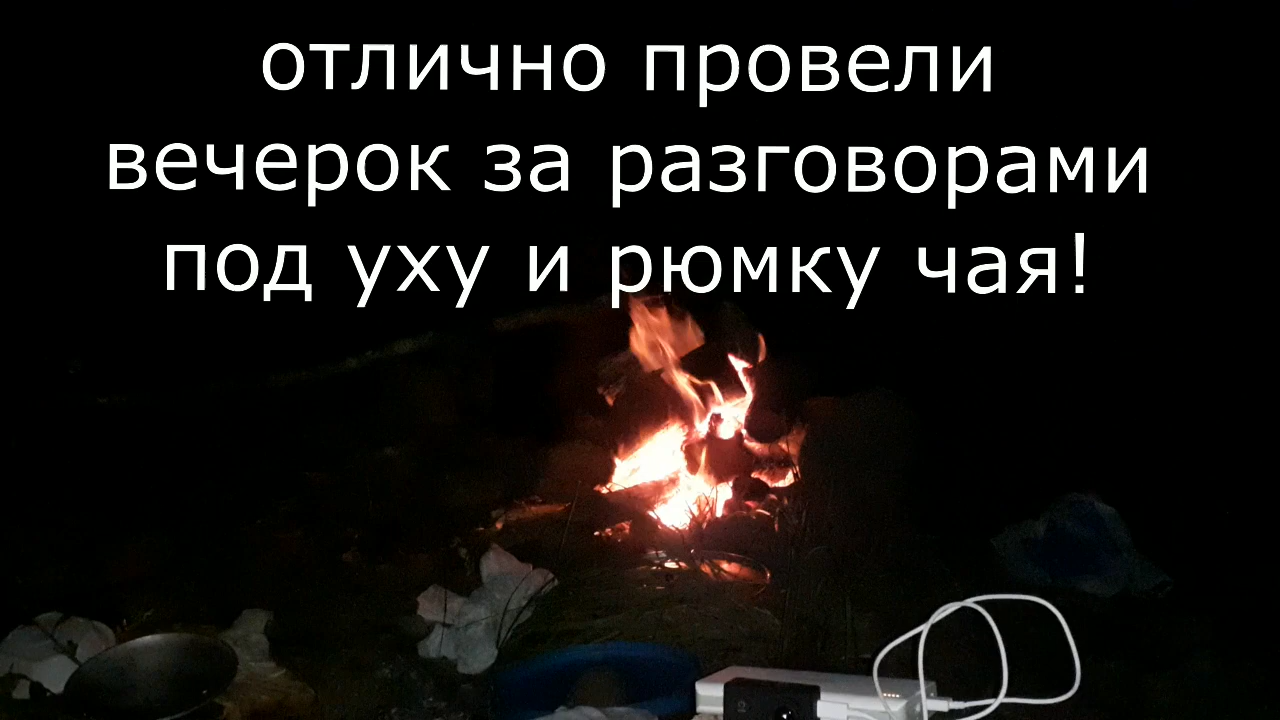 отлично провели
вечерок за разговорами
под уху и рюмку чая!